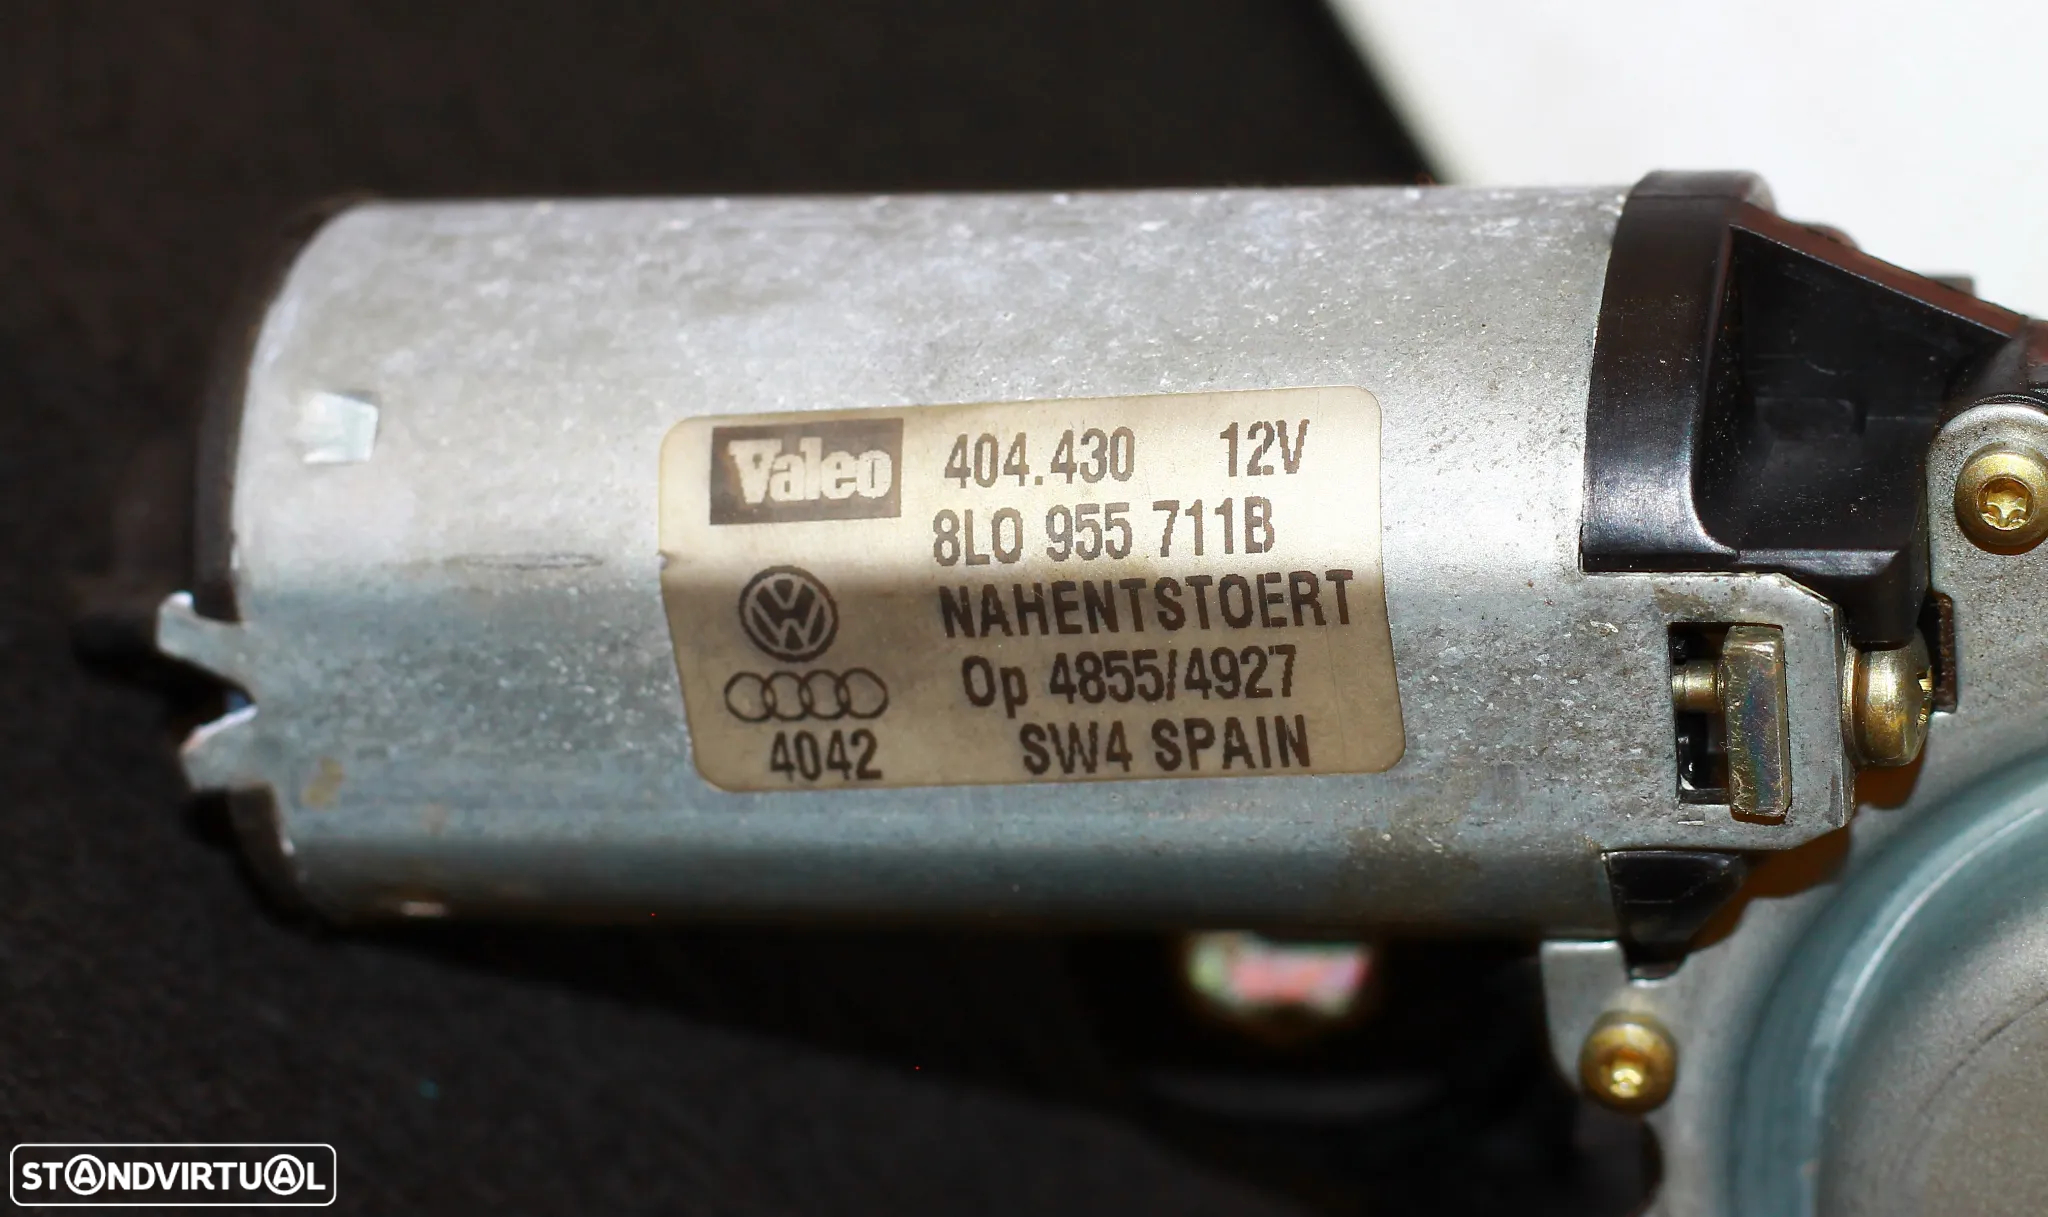 Valeo 404.430 12V
8L0 955 711B
NAHENTSTOERT
Op 4855/4927
4042 SW4 SPAIN
STANDVIRTUAL